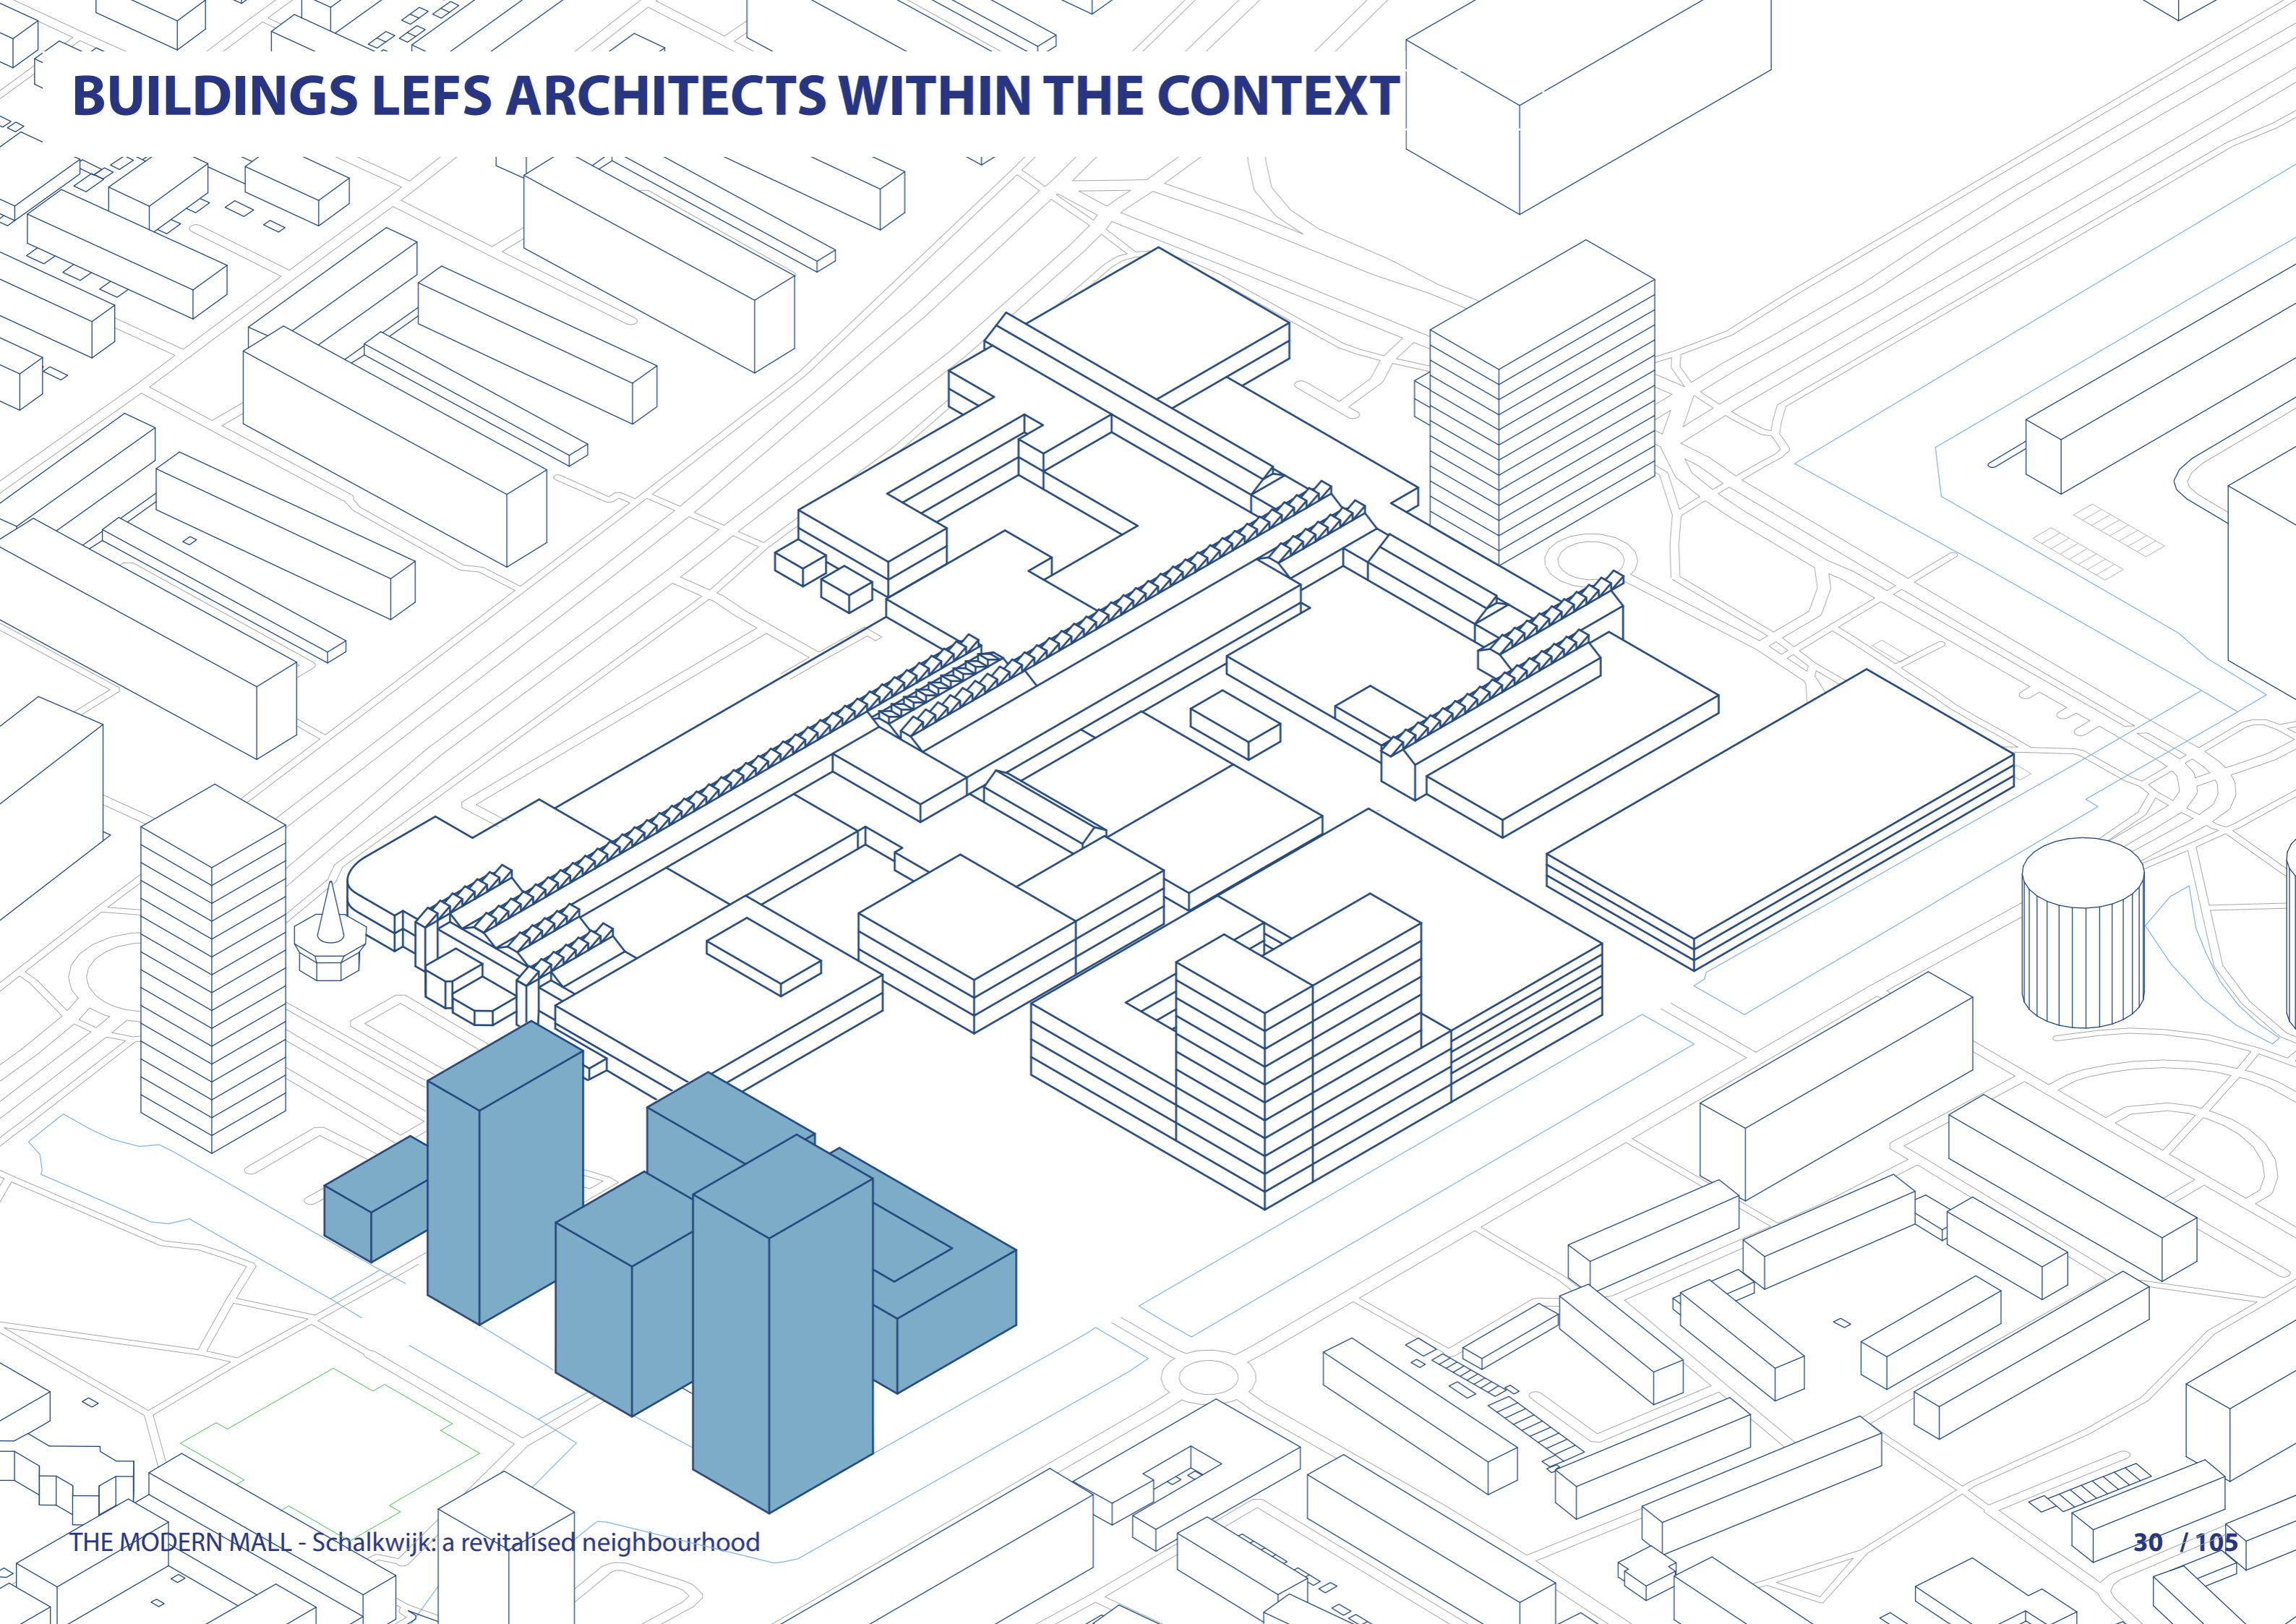 BUILDINGS LEFS ARCHITECTS WITHIN THE CONTEXT
THE MODERN MALL - Schalkwijk: a revitalised neighbourhood
30 / 105